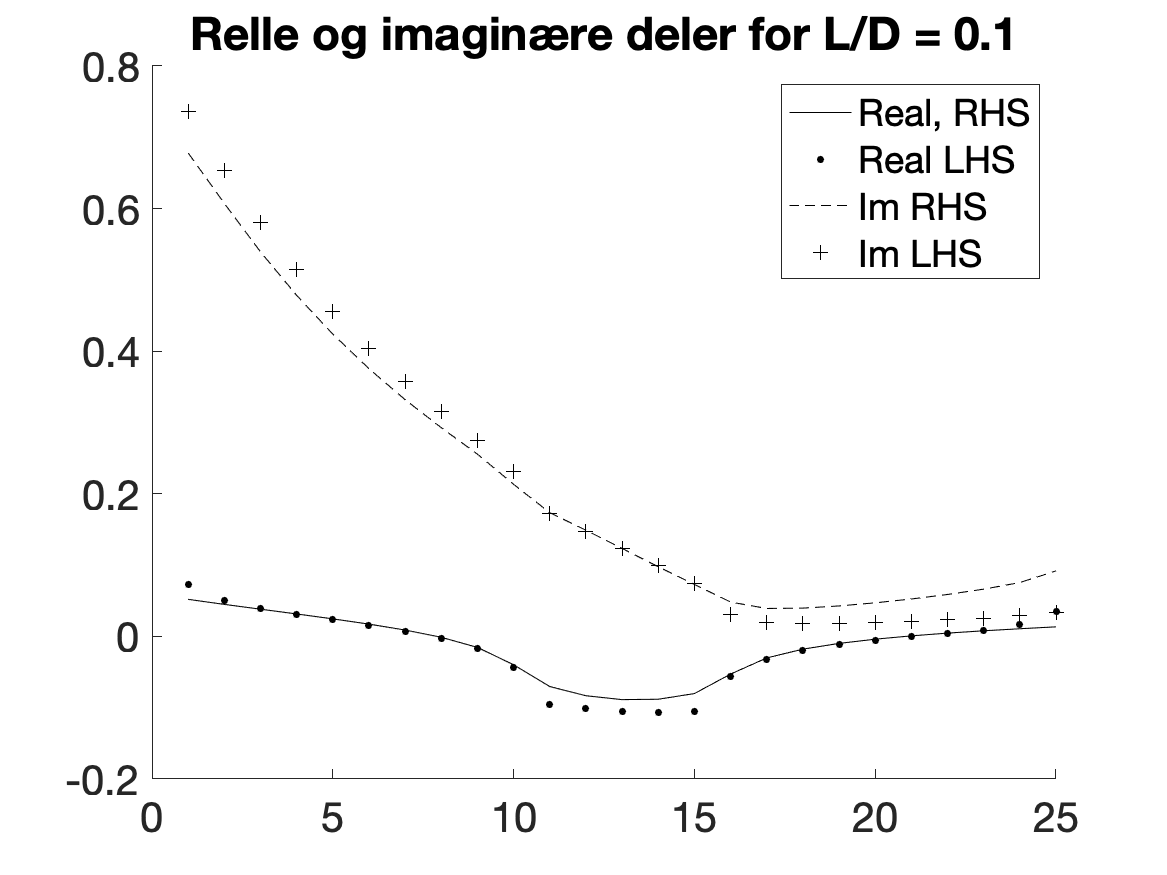 Relle og imaginære deler for L/D = 0.1
0.8
0.6
0.4
0.2
0
-0.2
0 5 10 15 20 25
Real, RHS
Real LHS
Im RHS
Im LHS